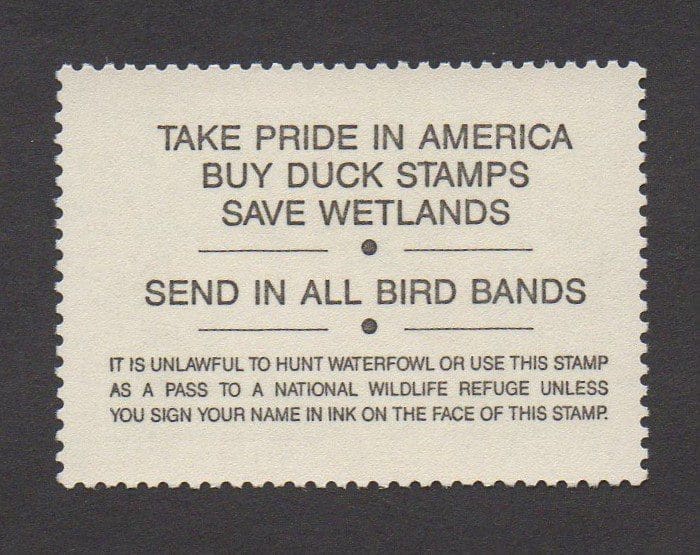 TAKE PRIDE IN AMERICA
BUY DUCK STAMPS
SAVE WETLANDS
SEND IN ALL BIRD BANDS
IT IS UNLAWFUL TO HUNT WATERFOWL OR USE THIS STAMP
AS A PASS TO A NATIONAL WILDLIFE REFUGE UNLESS
YOU SIGN YOUR NAME IN INK ON THE FACE OF THIS STAMP.